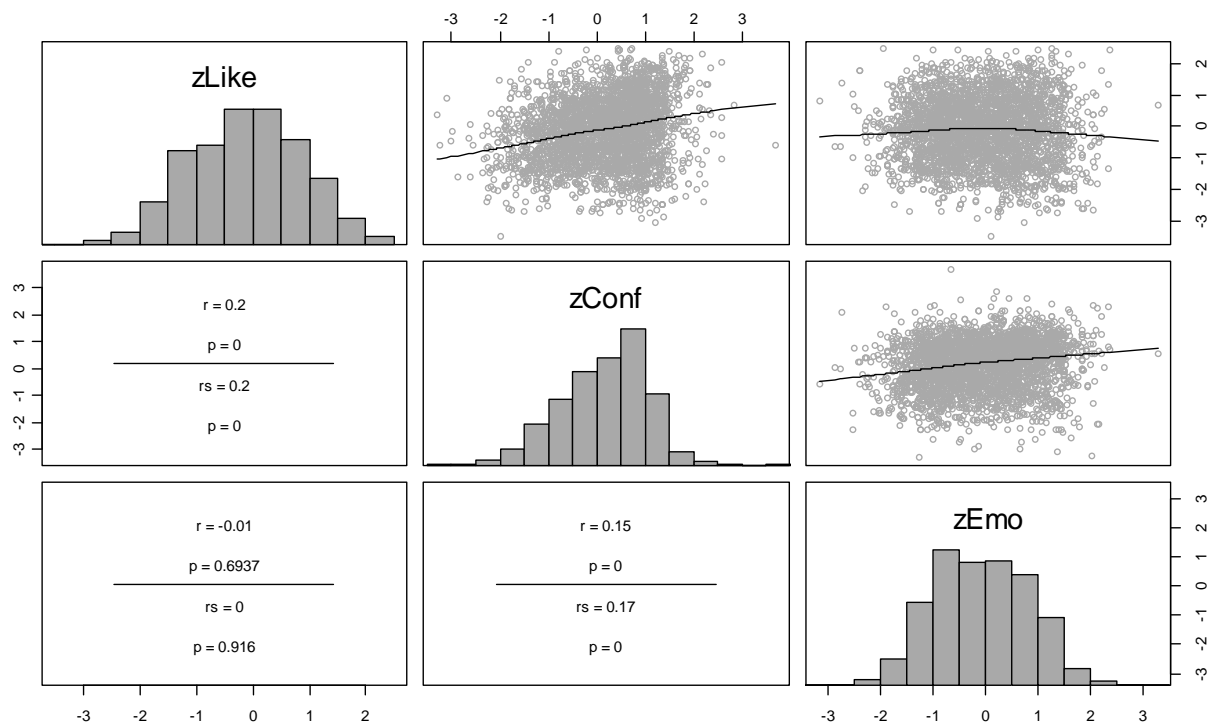 -3 -2 -1 0 1 2 3
zLike
2
1
0
-1
-2
-3
3
2
1
0
-1
-2
-3
r = 0.2
p = 0
rs = 0.2
p = 0
zConf
r = -0.01
p = 0.6937
rs = 0
p = 0.916
r = 0.15
p = 0
rs = 0.17
p = 0
zEmo
3
2
1
0
-1
-2
-3
-3 -2 -1 0 1 2
-3 -2 -1 0 1 2 3